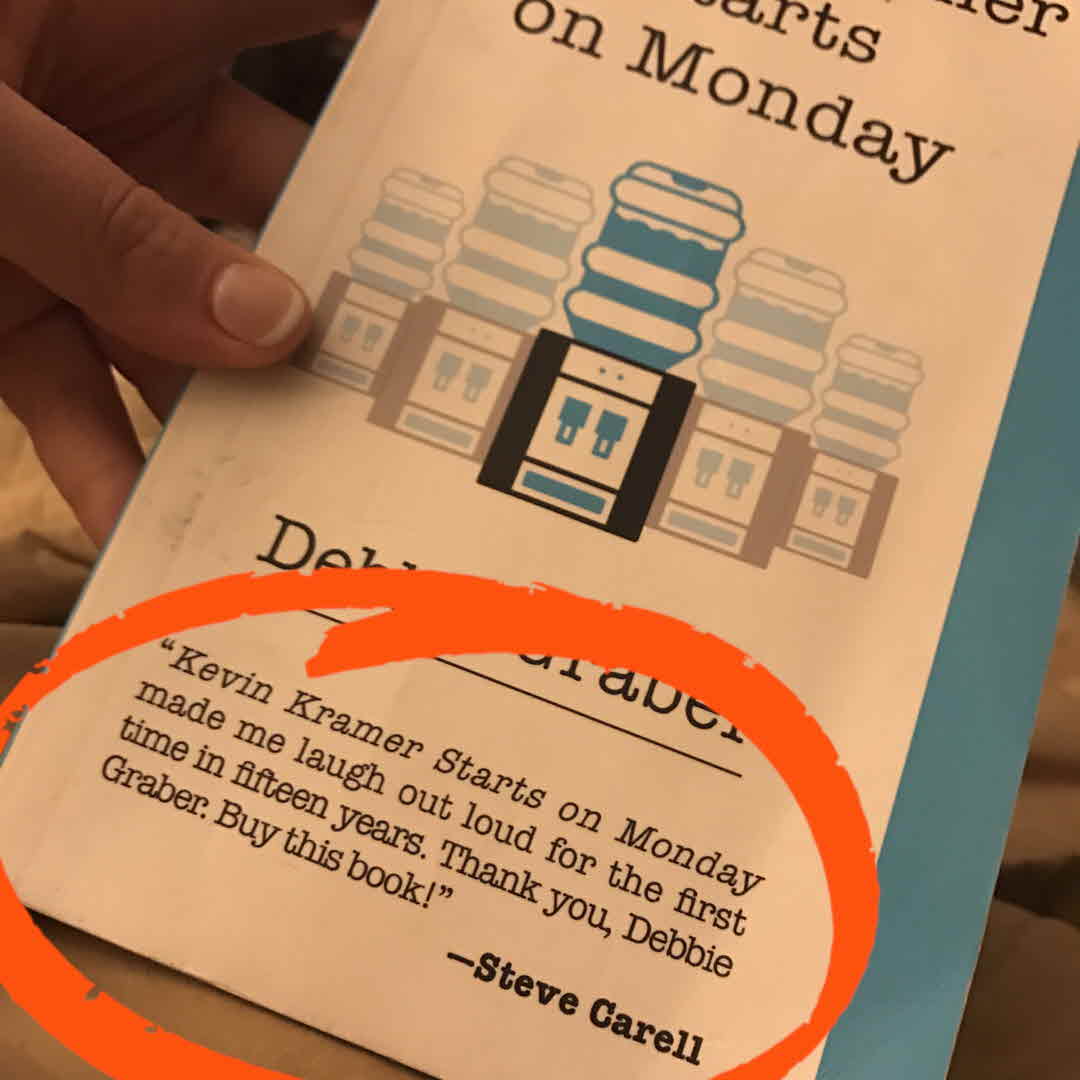 on Monday
Graber
“Kevin Kramer Starts on Monday
made me laugh out loud for the first
time in fifteen years. Thank you, Debbie
Graber. Buy this book!”
—Steve Carell